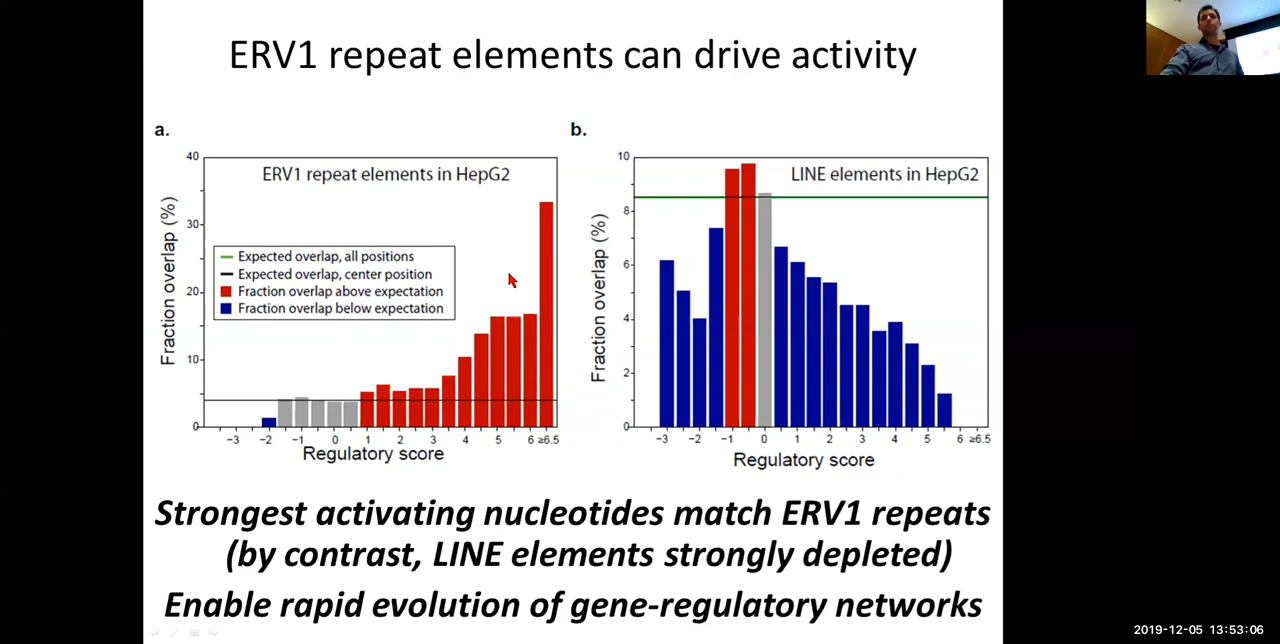 ERV1 repeat elements can drive activity
a.
40
30
20
10
0
Fraction overlap (%)
ERV1 repeat elements in HepG2
Expected overlap, all positions
Expected overlap, center position
Fraction overlap above expectation
Fraction overlap below expectation
−3 −2 −1 0 1 2 3 4 5 6 ≥6.5
Regulatory score
b.
10
8
6
4
2
0
Fraction overlap (%)
LINE elements in HepG2
−3 −2 −1 0 1 2 3 4 5 6 ≥6.5
Regulatory score
Strongest activating nucleotides match ERV1 repeats
(by contrast, LINE elements strongly depleted)
Enable rapid evolution of gene-regulatory networks
2019-12-05 13:53:06